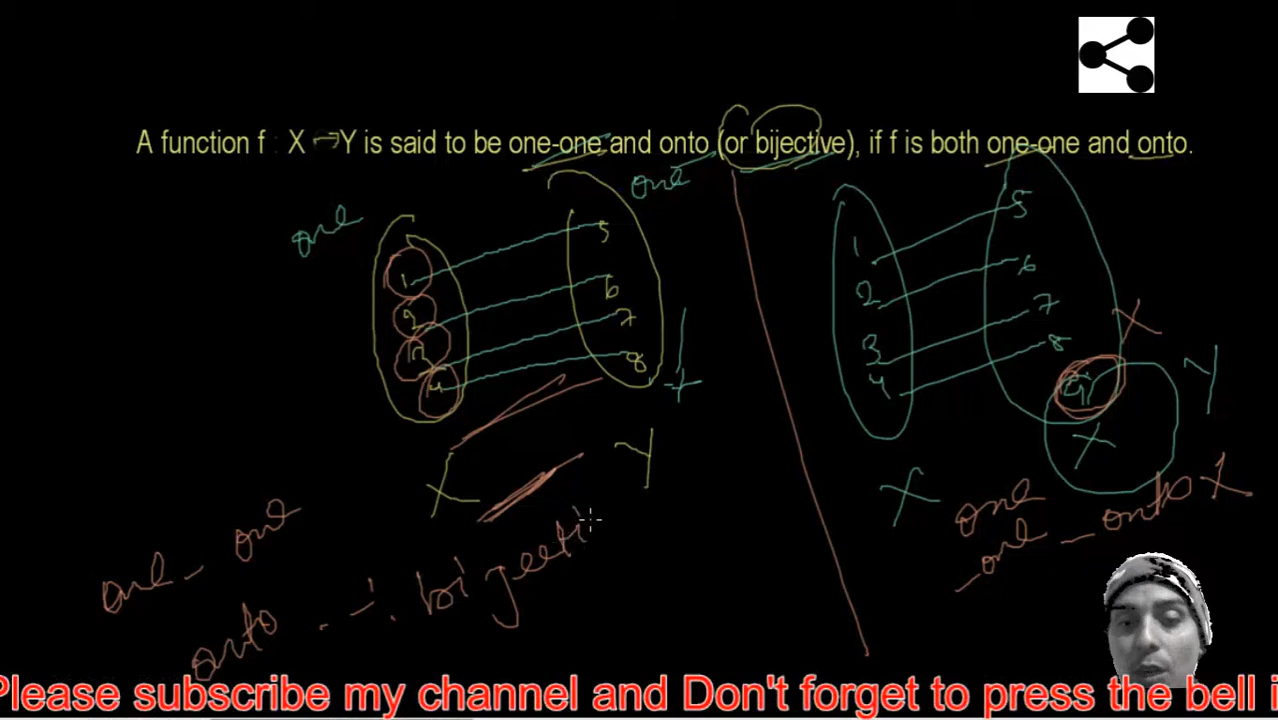 A function f : X → Y is said to be one-one and onto (or bijective), if f is both one-one and onto.
one
one
1 5
2 6
3 7
4 8
X Y
1 5
2 6
3 7
4 8
9
X Y
one - one
onto
∴ bijecti
one
one - onto X
Please subscribe my channel and Don't forget to press the bell i